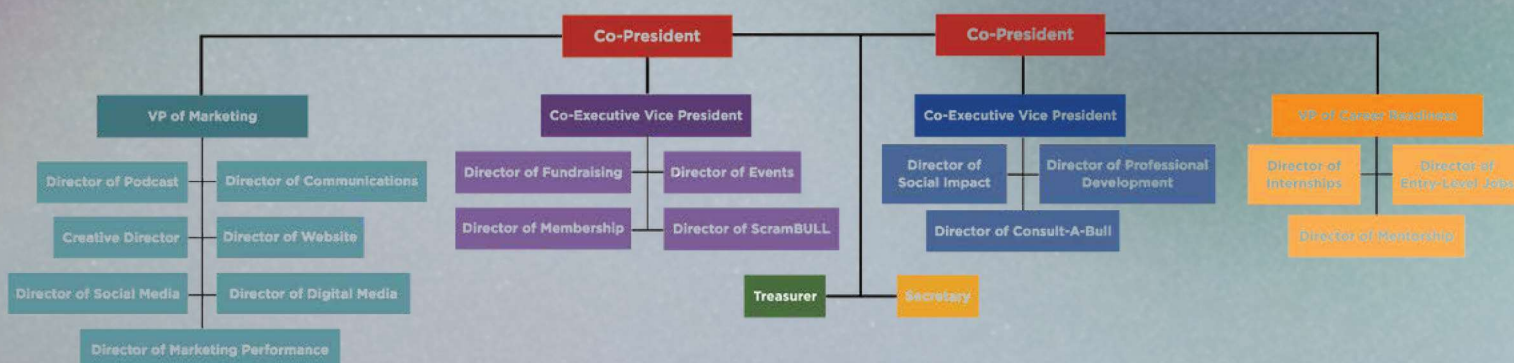 Co-President
Co-President
VP of Marketing
Co-Executive Vice President
Co-Executive Vice President
VP of Career Readiness
Director of Podcast
Director of Communications
Creative Director
Director of Website
Director of Social Media
Director of Digital Media
Director of Marketing Performance
Director of Fundraising
Director of Events
Director of Membership
Director of ScramBULL
Director of
Social Impact
Director of Professional
Development
Director of Consult-A-Bull
Director of
Internships
Director of
Entry-Level Jobs
Director of Mentorship
Treasurer
Secretary